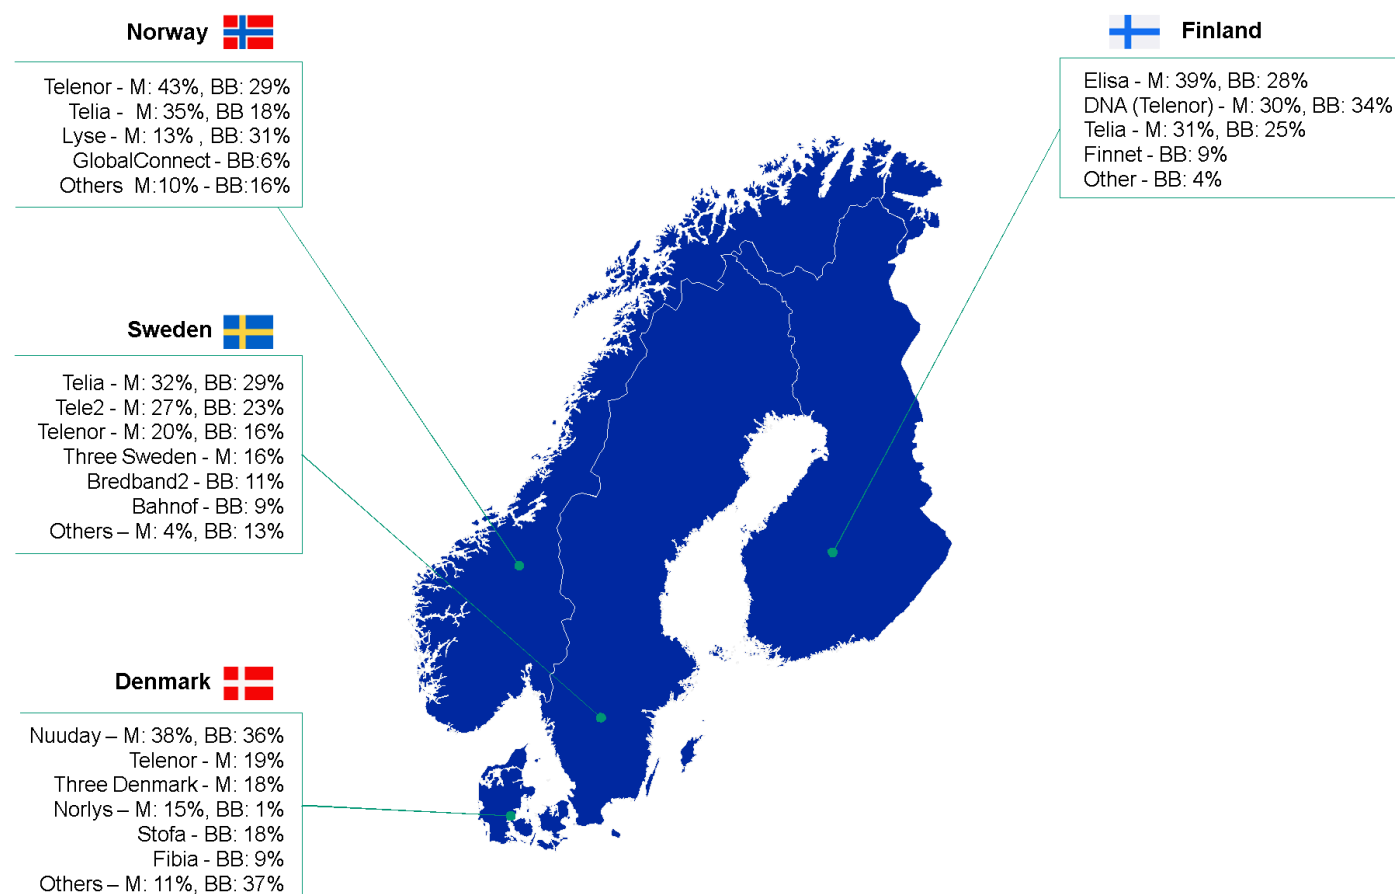 Norway
Telenor - M: 43%, BB: 29%
Telia -  M: 35%, BB 18%
Lyse - M: 13% , BB: 31%
GlobalConnect - BB:6%
Others  M:10% - BB:16%
Finland
Elisa - M: 39%, BB: 28%
DNA (Telenor) - M: 30%, BB: 34%
Telia - M: 31%, BB: 25%
Finnet - BB: 9%
Other - BB: 4%
Sweden
Telia - M: 32%, BB: 29%
Tele2 - M: 27%, BB: 23%
Telenor - M: 20%, BB: 16%
Three Sweden - M: 16%
Bredband2 - BB: 11%
Bahnof - BB: 9%
Others – M: 4%, BB: 13%
Denmark
Nuuday – M: 38%, BB: 36%
Telenor - M: 19%
Three Denmark - M: 18%
Norlys – M: 15%, BB: 1%
Stofa - BB: 18%
Fibia - BB: 9%
Others – M: 11%, BB: 37%